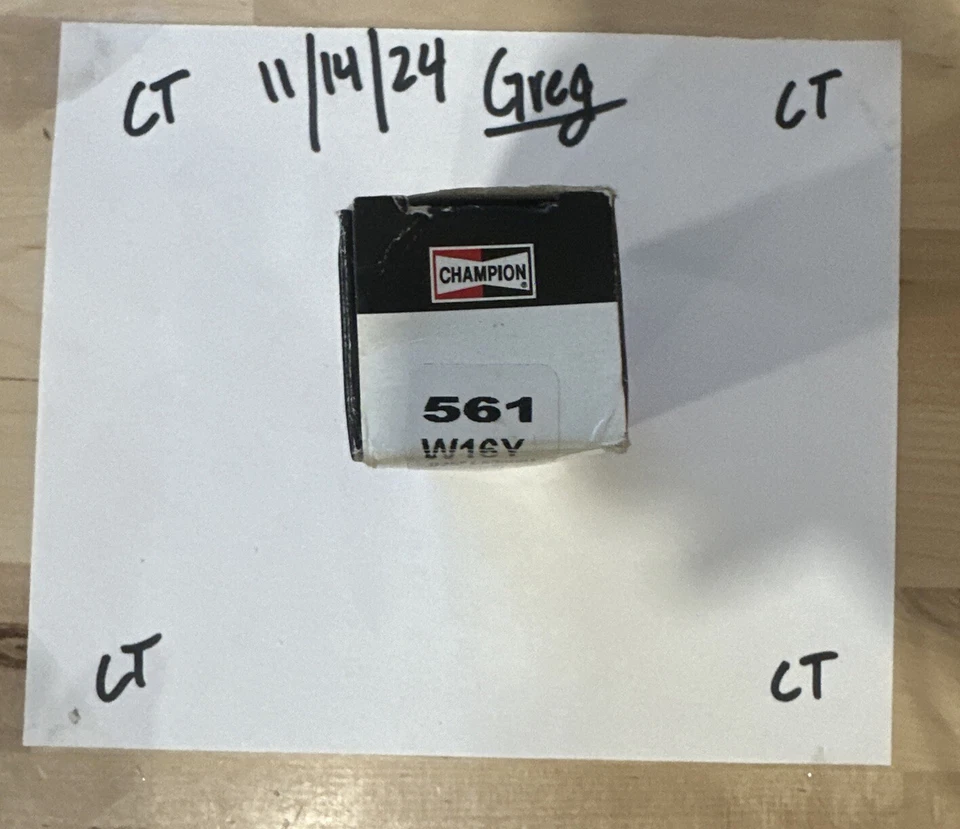 CT 11/14/24 Greg CT
CHAMPION
561
W16Y
CT CT